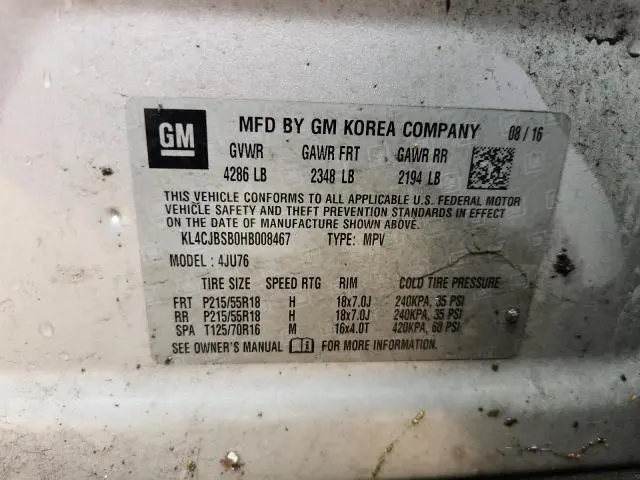 GM
MFD BY GM KOREA COMPANY 08/16
GVWR GAWR FRT GAWR RR
4286 LB 2348 LB 2194 LB
THIS VEHICLE CONFORMS TO ALL APPLICABLE U.S. FEDERAL MOTOR
VEHICLE SAFETY AND THEFT PREVENTION STANDARDS IN EFFECT
ON THE DATE OF MANUFACTURE SHOWN ABOVE.
KL4CJBSB0HB008467 TYPE: MPV
MODEL: 4JU76
TIRE SIZE SPEED RTG RIM COLD TIRE PRESSURE
FRT P215/55R18 H 18x7.0J 240KPA, 35 PSI
RR P215/55R18 H 18x7.0J 240KPA, 35 PSI
SPA T125/70R16 M 16x4.0T 420KPA, 60 PSI
SEE OWNER'S MANUAL FOR MORE INFORMATION.